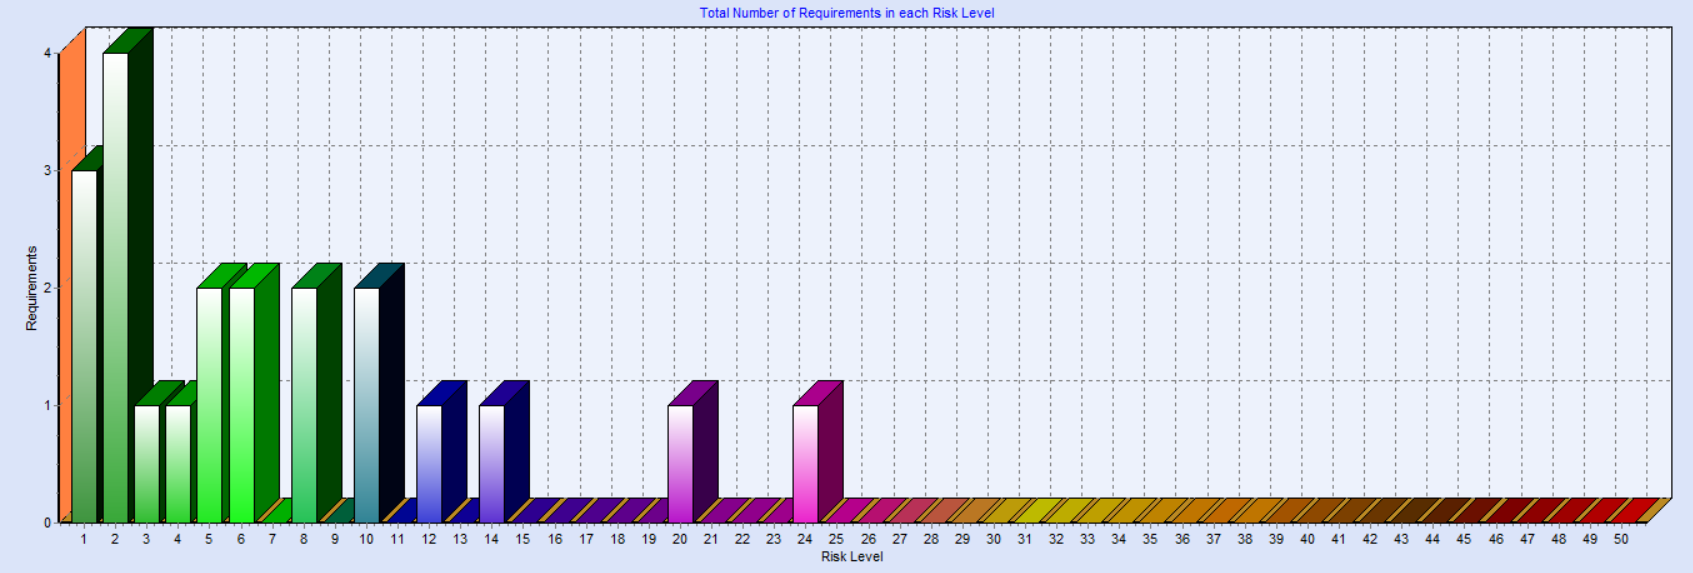 Total Number of Requirements in each Risk Level
4
3
2
1
0
Requirements
1 2 3 4 5 6 7 8 9 10 11 12 13 14 15 16 17 18 19 20 21 22 23 24 25 26 27 28 29 30 31 32 33 34 35 36 37 38 39 40 41 42 43 44 45 46 47 48 49 50
Risk Level